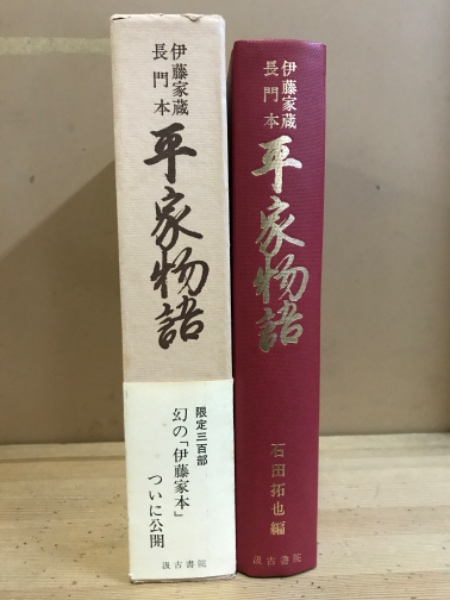 伊藤家蔵
長門本
平家物語
限定三百部
幻の「伊藤家本」
ついに公開
汲古書院
伊藤家蔵
長門本
平家物語
石田拓也編
汲古書院